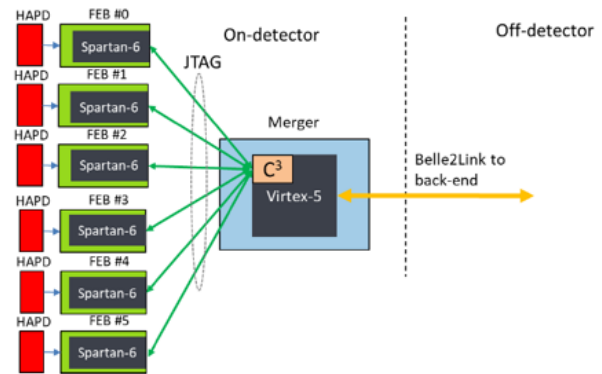 HAPD FEB #0
Spartan-6
HAPD FEB #1
Spartan-6
HAPD FEB #2
Spartan-6
HAPD FEB #3
Spartan-6
HAPD FEB #4
Spartan-6
HAPD FEB #5
Spartan-6
On-detector
JTAG
Merger
C³
Virtex-5
Off-detector
Belle2Link to
back-end